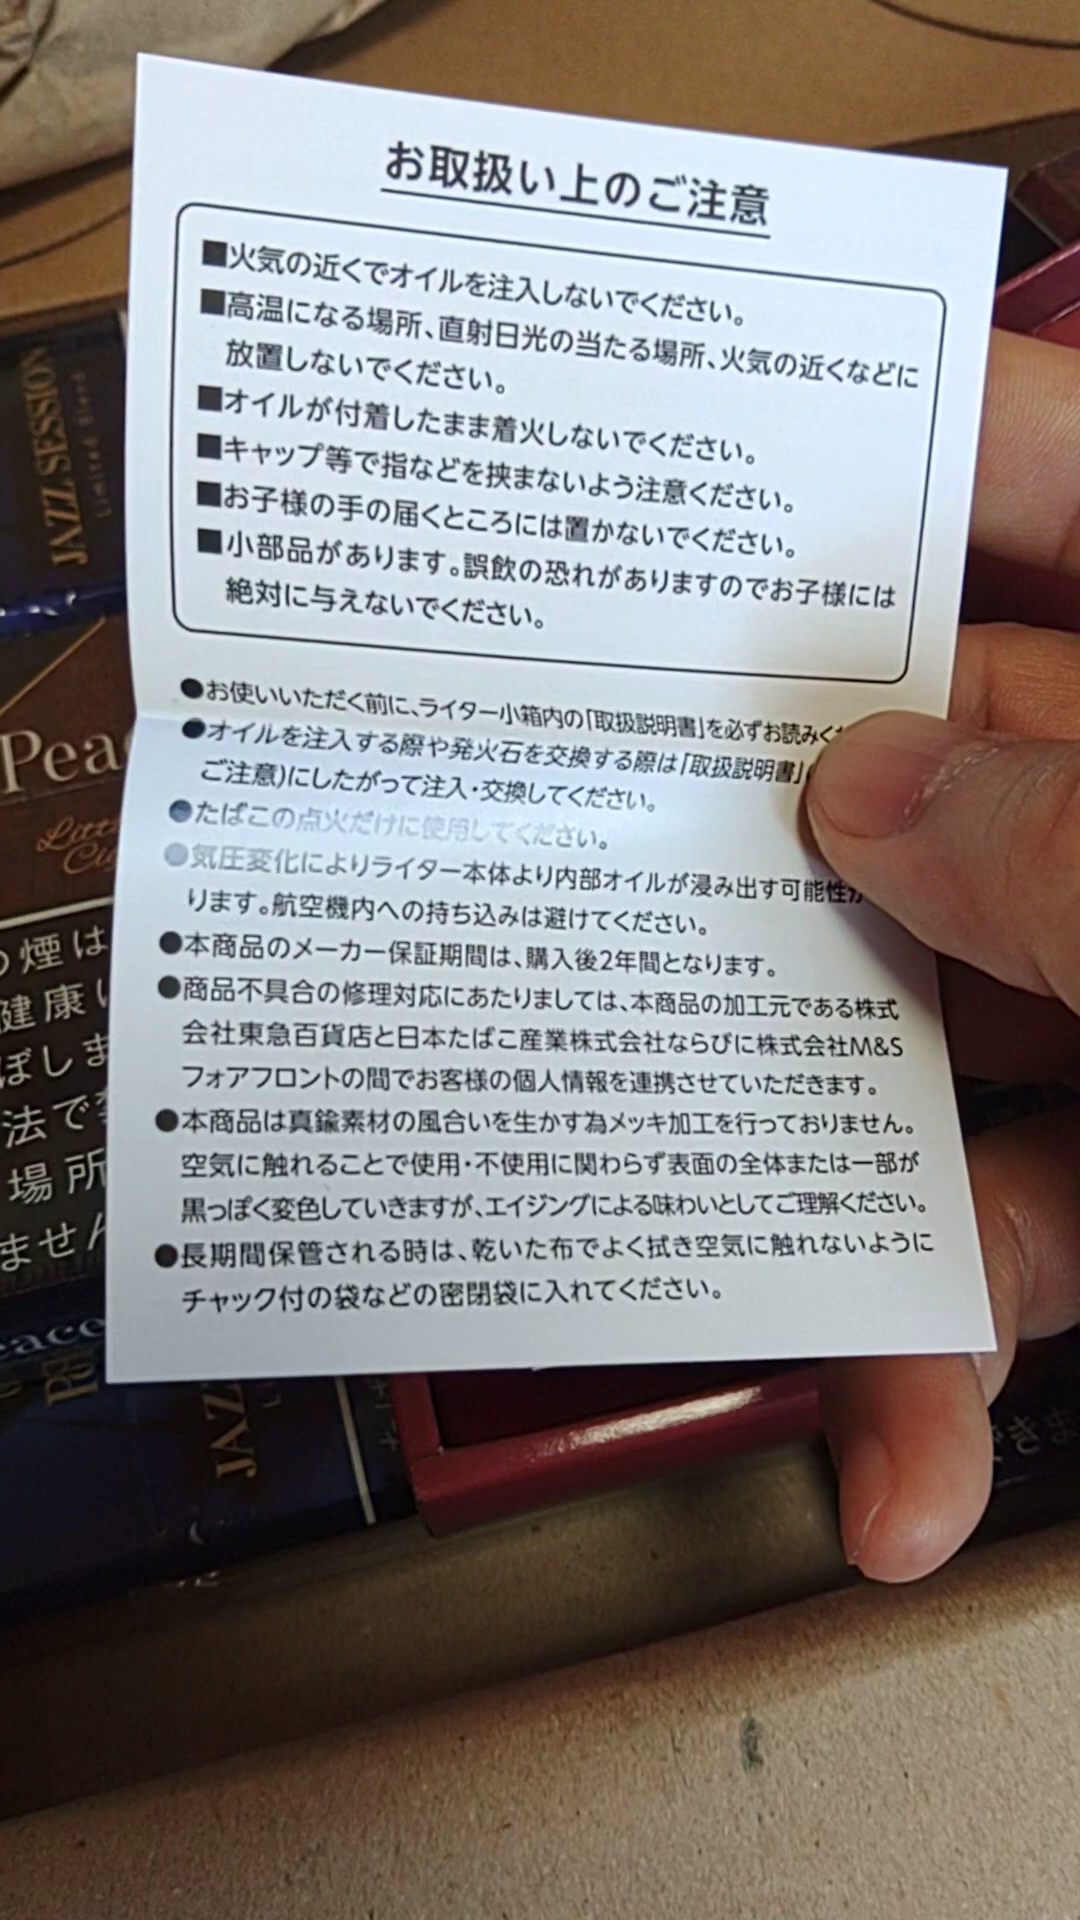 お取扱い上のご注意
■火気の近くでオイルを注入しないでください。
■高温になる場所、直射日光の当たる場所、火気の近くなどに
放置しないでください。
■オイルが付着したまま着火しないでください。
■キャップ等で指などを挟まないよう注意ください。
■お子様の手の届くところには置かないでください。
■小部品があります。誤飲の恐れがありますのでお子様には
絶対に与えないでください。
●お使いいただく前に、ライター小箱内の「取扱説明書」を必ずお読みく
●オイルを注入する際や発火石を交換する際は「取扱説明書」
ご注意)にしたがって注入・交換してください。
●たばこの点火だけに使用してください。
●気圧変化によりライター本体より内部オイルが浸み出す可能性が
ります。航空機内への持ち込みは避けてください。
●本商品のメーカー保証期間は、購入後2年間となります。
●商品不具合の修理対応にあたりましては、本商品の加工元である株式
会社東急百貨店と日本たばこ産業株式会社ならびに株式会社M&S
フォアフロントの間でお客様の個人情報を連携させていただきます。
●本商品は真鍮素材の風合いを生かす為メッキ加工を行っておりません。
空気に触れることで使用・不使用に関わらず表面の全体または一部が
黒っぽく変色していきますが、エイジングによる味わいとしてご理解ください。
●長期間保管される時は、乾いた布でよく拭き空気に触れないように
チャック付の袋などの密閉袋に入れてください。
JAZZ SESSION
Limited Blend
Peac
Littl
Ci
の煙は
健康い
ぼしま
法で
場所
ません
eace
JAZ
きま